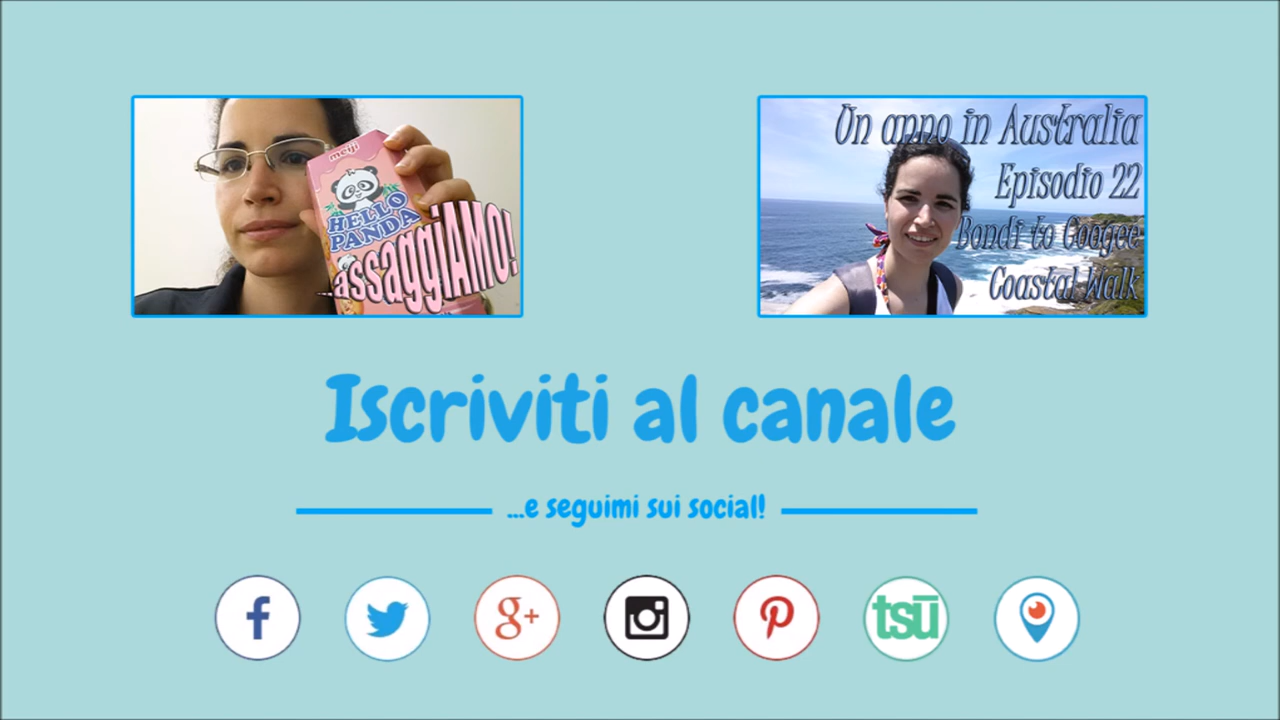 meiji
HELLO
PANDA
assaggiAMO!
Un anno in Australia
Episodio 22
Bondi to Coogee
Coastal Walk
Iscriviti al canale
...e seguimi sui social!
f
g+
tsū